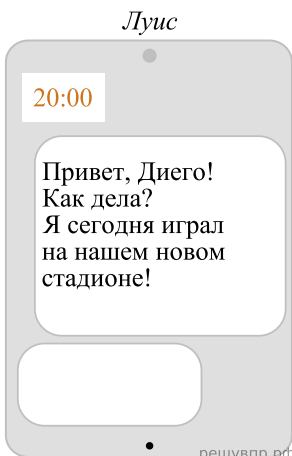 Луис
20:00
Привет, Диего!
Как дела?
Я сегодня играл
на нашем новом
стадионе!
решувпр.рф